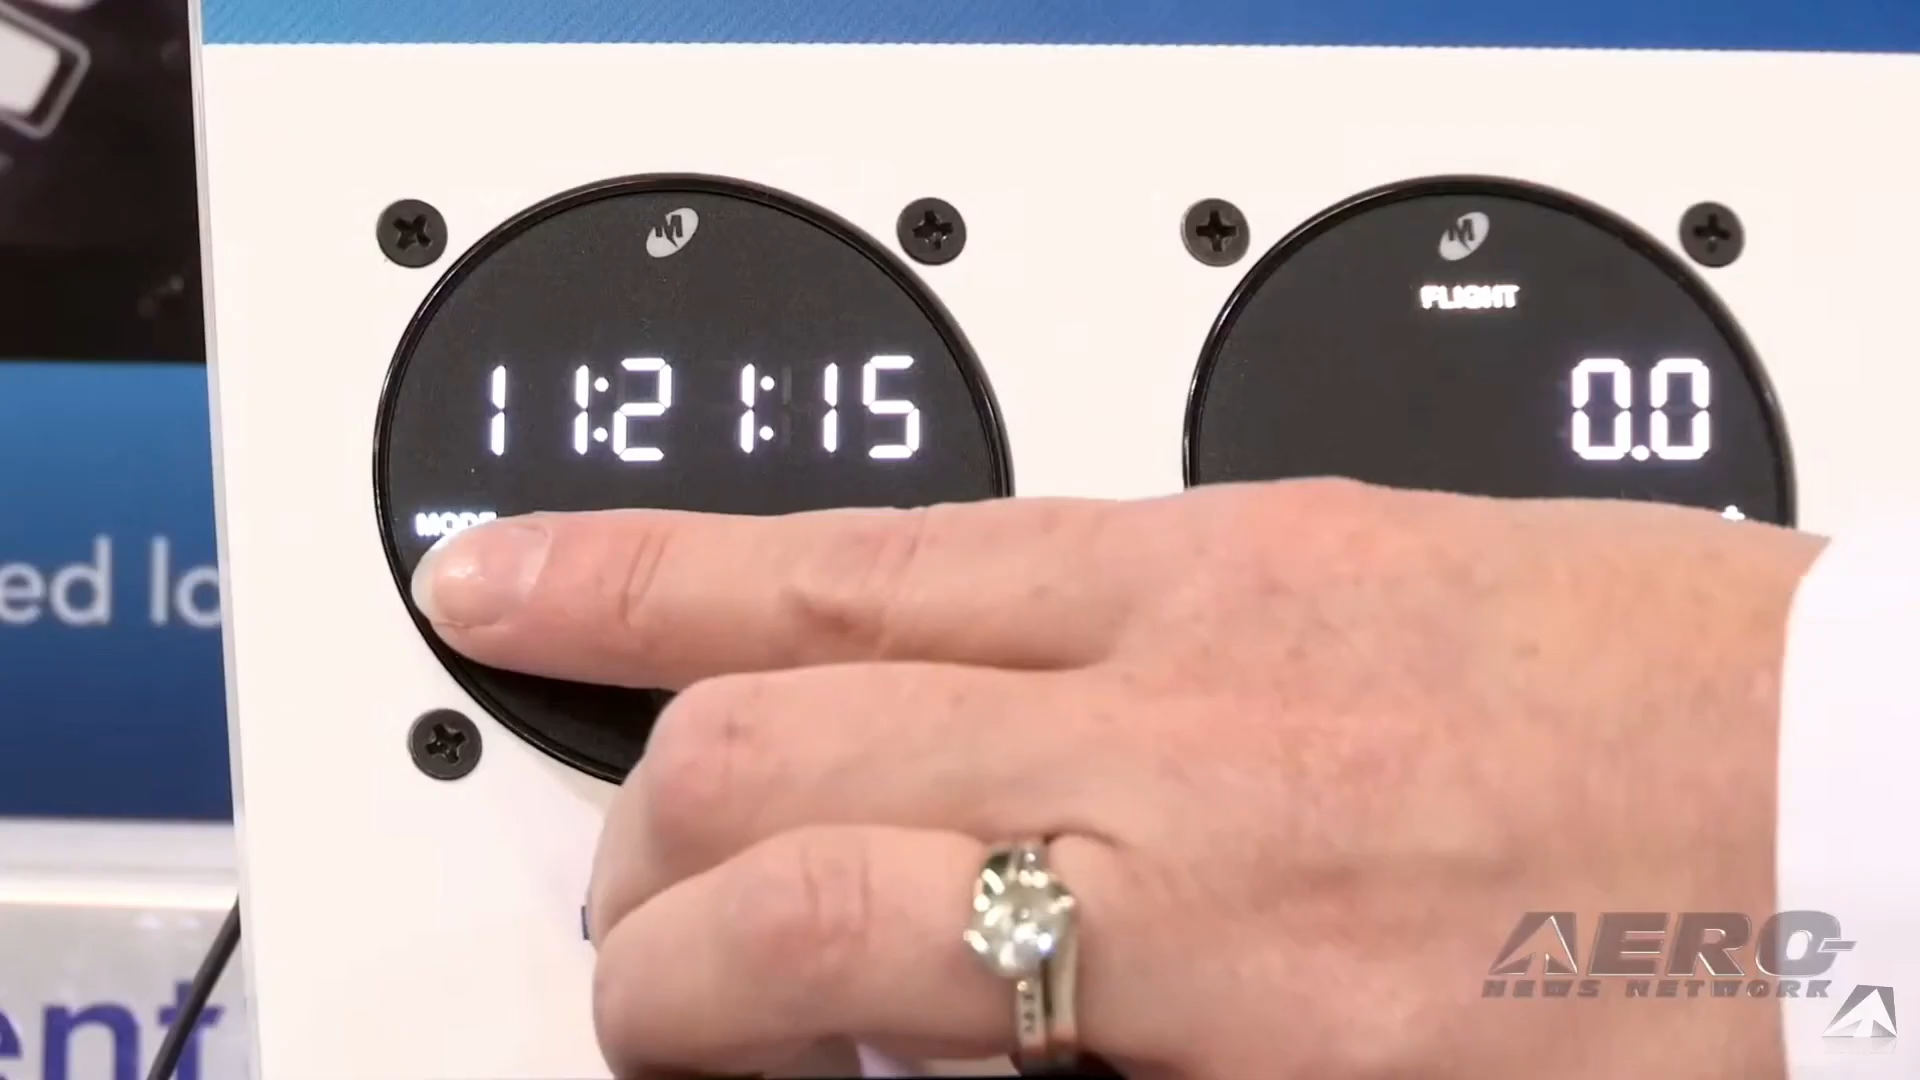 M
M
FLIGHT
11:21:15
0.0
MODE
+
ed lo
ent
AERO-
NEWS NETWORK